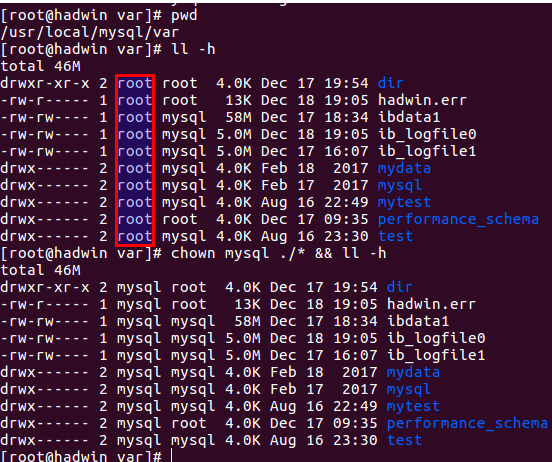 [root@hadwin var]# pwd
/usr/local/mysql/var
[root@hadwin var]# ll -h
total 46M
drwxr-xr-x 2 root root  4.0K Dec 17 19:54 dir
-rw-r----- 1 root root   13K Dec 18 19:05 hadwin.err
-rw-rw---- 1 root mysql  58M Dec 17 18:34 ibdata1
-rw-rw---- 1 root mysql 5.0M Dec 18 19:05 ib_logfile0
-rw-rw---- 1 root mysql 5.0M Dec 17 16:07 ib_logfile1
drwx------ 2 root mysql 4.0K Feb 18  2017 mydata
drwx------ 2 root mysql 4.0K Feb 17  2017 mysql
drwx------ 2 root mysql 4.0K Aug 16 22:49 mytest
drwx------ 2 root root  4.0K Dec 17 09:35 performance_schema
drwx------ 2 root mysql 4.0K Aug 16 23:30 test
[root@hadwin var]# chown mysql ./* && ll -h
total 46M
drwxr-xr-x 2 mysql root  4.0K Dec 17 19:54 dir
-rw-r----- 1 mysql root   13K Dec 18 19:05 hadwin.err
-rw-rw---- 1 mysql mysql  58M Dec 17 18:34 ibdata1
-rw-rw---- 1 mysql mysql 5.0M Dec 18 19:05 ib_logfile0
-rw-rw---- 1 mysql mysql 5.0M Dec 17 16:07 ib_logfile1
drwx------ 2 mysql mysql 4.0K Feb 18  2017 mydata
drwx------ 2 mysql mysql 4.0K Feb 17  2017 mysql
drwx------ 2 mysql mysql 4.0K Aug 16 22:49 mytest
drwx------ 2 mysql root  4.0K Dec 17 09:35 performance_schema
drwx------ 2 mysql mysql 4.0K Aug 16 23:30 test
[root@hadwin var]#